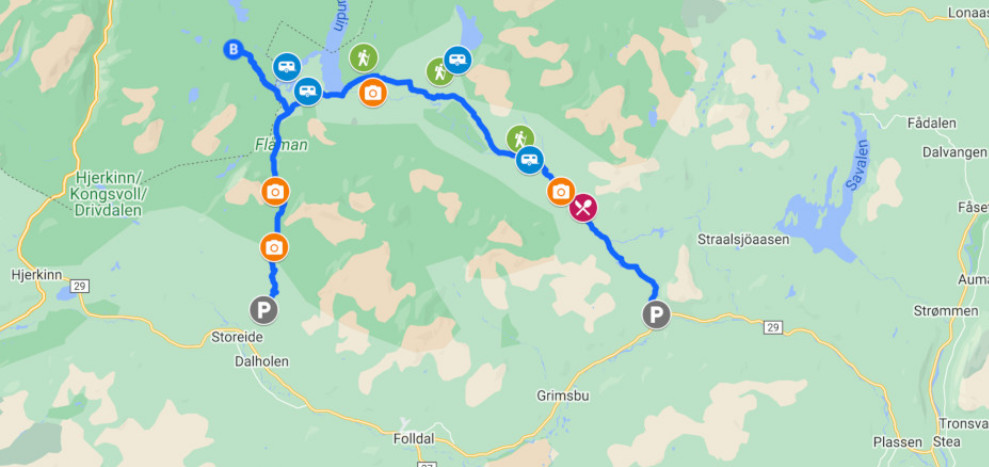 Lonaas
B
Flåman
Fådalen
Dalvangen
Savalen
Hjerkinn/
Kongsvoll/
Drivdalen
Fåset
Straalsjöaasen
Hjerkinn
29
Auma
P
P
Strømmen
29
Storeide
Dalholen
Grimsbu
Folldal
Tronsva
Plassen
Stea
27